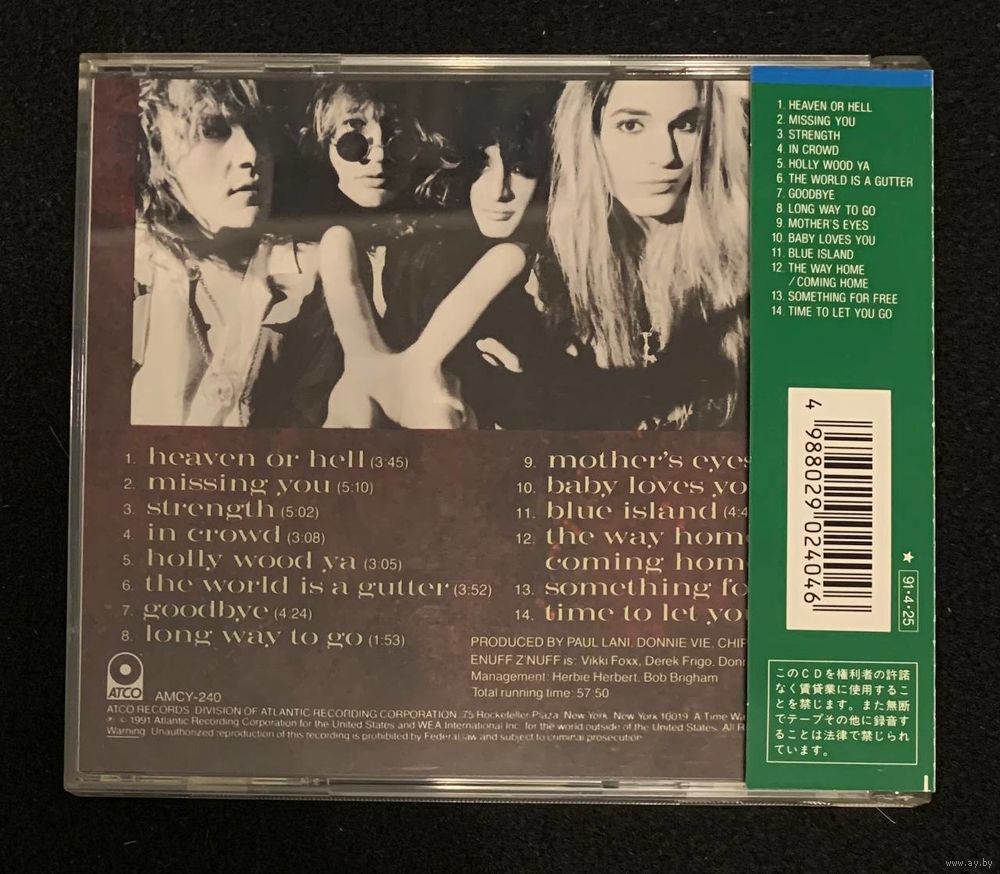 1. heaven or hell (3:45)
2. missing you (5:10)
3. strength (5:02)
4. in crowd (3:08)
5. holly wood ya (3:05)
6. the world is a gutter (3:52)
7. goodbye (4:24)
8. long way to go (1:53)
9. mother's eyes
10. baby loves yo
11. blue island (4:4
12. the way hom
coming hom
13. something fo
14. time to let yo
PRODUCED BY PAUL LANI, DONNIE VIE, CHIP
ENUFF Z'NUFF is: Vikki Foxx, Derek Frigo, Donn
Management: Herbie Herbert, Bob Brigham
Total running time: 57:50
ATCO
AMCY-240
ATCO RECORDS, DIVISION OF ATLANTIC RECORDING CORPORATION, 75 Rockefeller Plaza, New York, New York 10019. A Time Wa
℗ © 1991 Atlantic Recording Corporation for the United States and WEA International Inc. for the world outside of the United States. All R
Warning: Unauthorized reproduction of this recording is prohibited by Federal law and subject to criminal prosecution.
1. HEAVEN OR HELL
2. MISSING YOU
3. STRENGTH
4. IN CROWD
5. HOLLY WOOD YA
6. THE WORLD IS A GUTTER
7. GOODBYE
8. LONG WAY TO GO
9. MOTHER'S EYES
10. BABY LOVES YOU
11. BLUE ISLAND
12. THE WAY HOME
/COMING HOME
13. SOMETHING FOR FREE
14. TIME TO LET YOU GO
4 988029 024046
★ 91・4・25
このCDを権利者の許諾
なく賃貸業に使用するこ
とを禁じます。また無断
でテープその他に録音す
ることは法律で禁じられ
ています。
www.ay.by